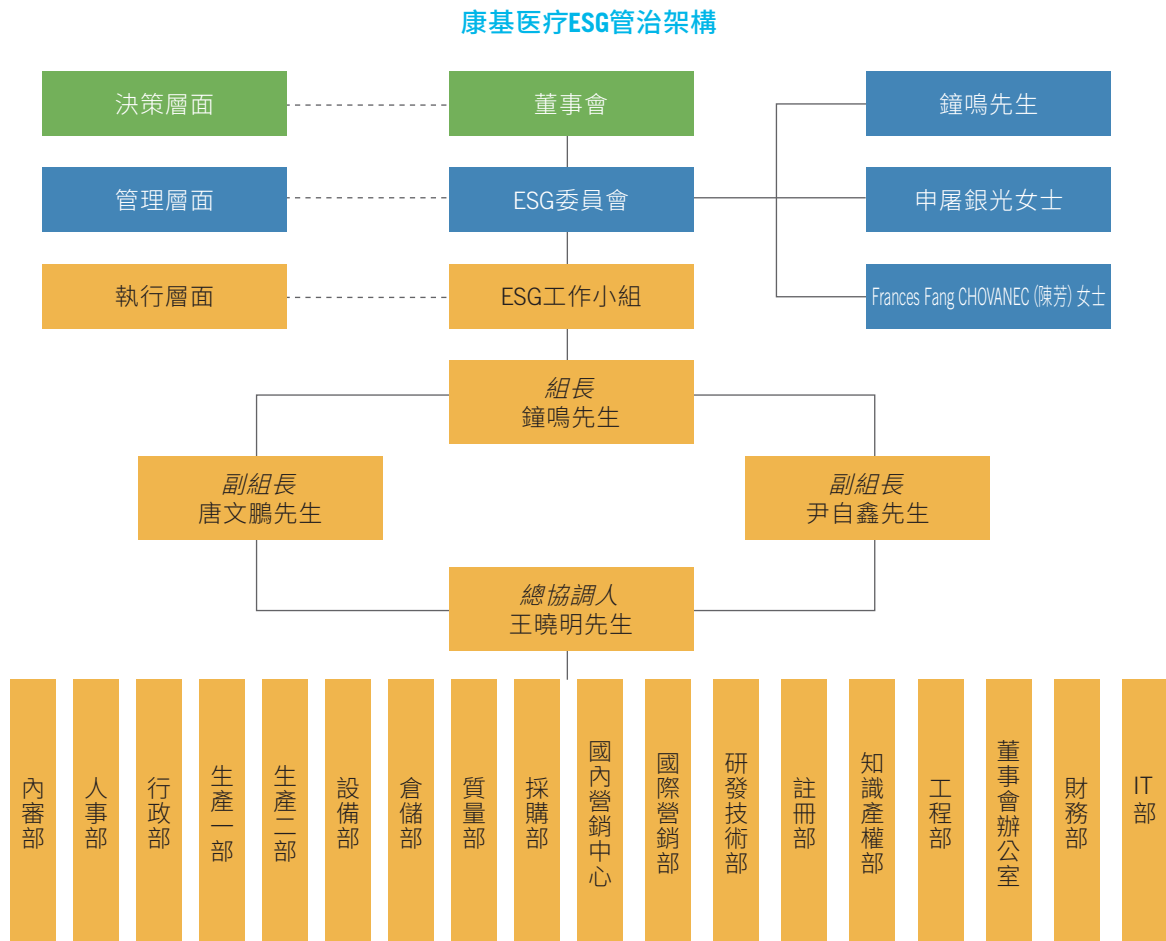 康基医疗ESG管治架構
決策層面
董事會
鐘鳴先生
管理層面
ESG委員會
申屠銀光女士
執行層面
ESG工作小組
Frances Fang CHOVANEC (陳芳) 女士
組長
鐘鳴先生
副組長
唐文鵬先生
副組長
尹自鑫先生
總協調人
王曉明先生
內審部
人事部
行政部
生產一部
生產二部
設備部
倉儲部
質量部
採購部
國內營銷中心
國際營銷部
研發技術部
註冊部
知識產權部
工程部
董事會辦公室
財務部
IT部